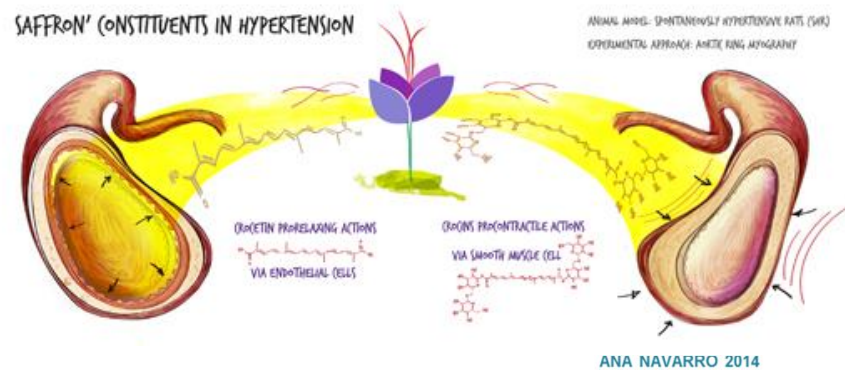 SAFFRON' CONSTITUENTS IN HYPERTENSION
ANIMAL MODEL: SPONTANEOUSLY HYPERTENSIVE RATS (SHR)
EXPERIMENTAL APPROACH: AORTIC RING MYOGRAPHY
CROCETIN PRORELAXING ACTIONS
VIA ENDOTHELIAL CELLS
CROCINS PROCONTRACTILE ACTIONS
VIA SMOOTH MUSCLE CELL
ANA NAVARRO 2014